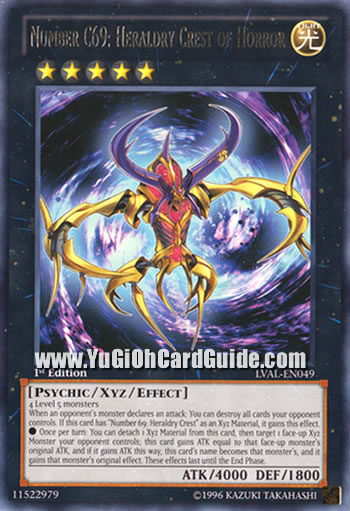 NUMBER C69: HERALDRY CREST OF HORROR
LIGHT
光
www.YuGiOhCardGuide.com
1st Edition
LVAL-EN049
[PSYCHIC/XYZ/EFFECT]
4 Level 5 monsters
When an opponent's monster declares an attack: You can destroy all cards your opponent
controls. If this card has "Number 69: Heraldry Crest" as an Xyz Material, it gains this effect.
● Once per turn: You can detach 1 Xyz Material from this card, then target 1 face-up Xyz
Monster your opponent controls; this card gains ATK equal to that face-up monster's
original ATK, and if it gains ATK this way, this card's name becomes that monster's, and it
gains that monster's original effect. These effects last until the End Phase.
ATK/4000 DEF/1800
11522979
©1996 KAZUKI TAKAHASHI